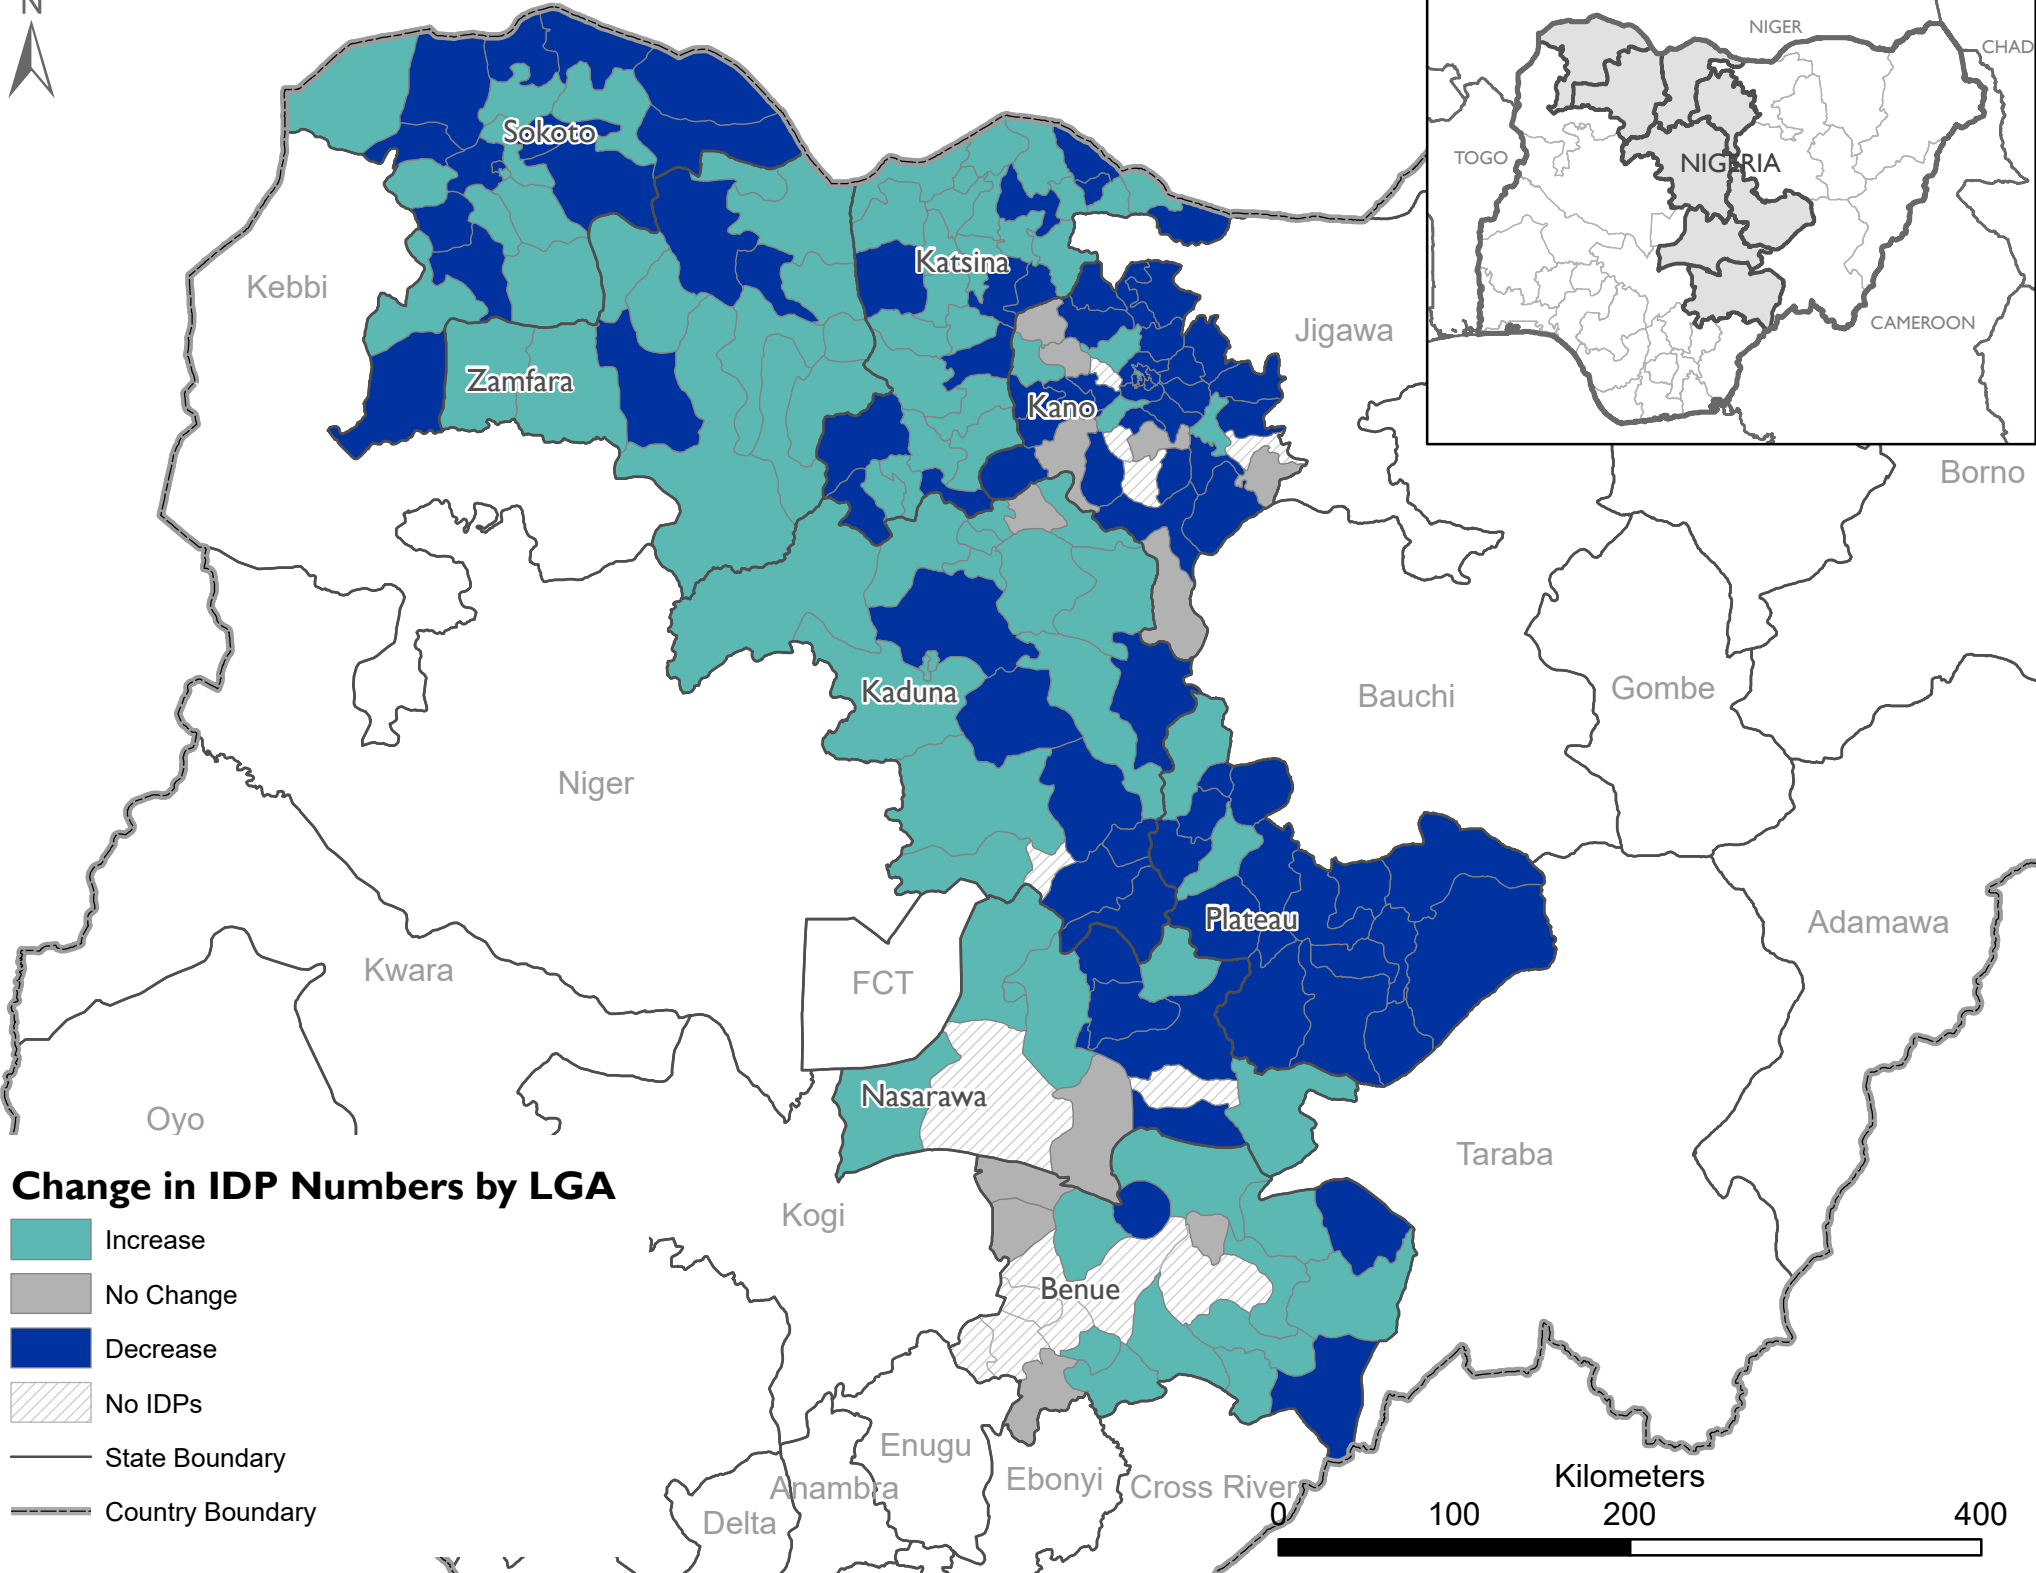 N
NIGER
CHAD
TOGO
NIGERIA
CAMEROON
Sokoto
Kebbi
Katsina
Jigawa
Zamfara
Kano
Borno
Kaduna
Bauchi
Gombe
Niger
Plateau
Adamawa
Kwara
FCT
Nasarawa
Oyo
Taraba
Kogi
Benue
Enugu
Ebonyi
Cross River
Anambra
Delta
Change in IDP Numbers by LGA
Increase
No Change
Decrease
No IDPs
State Boundary
Country Boundary
Kilometers
0 100 200 400